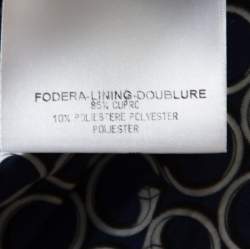 FODERA-LINING-DOUBLURE
85% CUPRO
10% POLIESTERE POLYESTER
POLIESTER